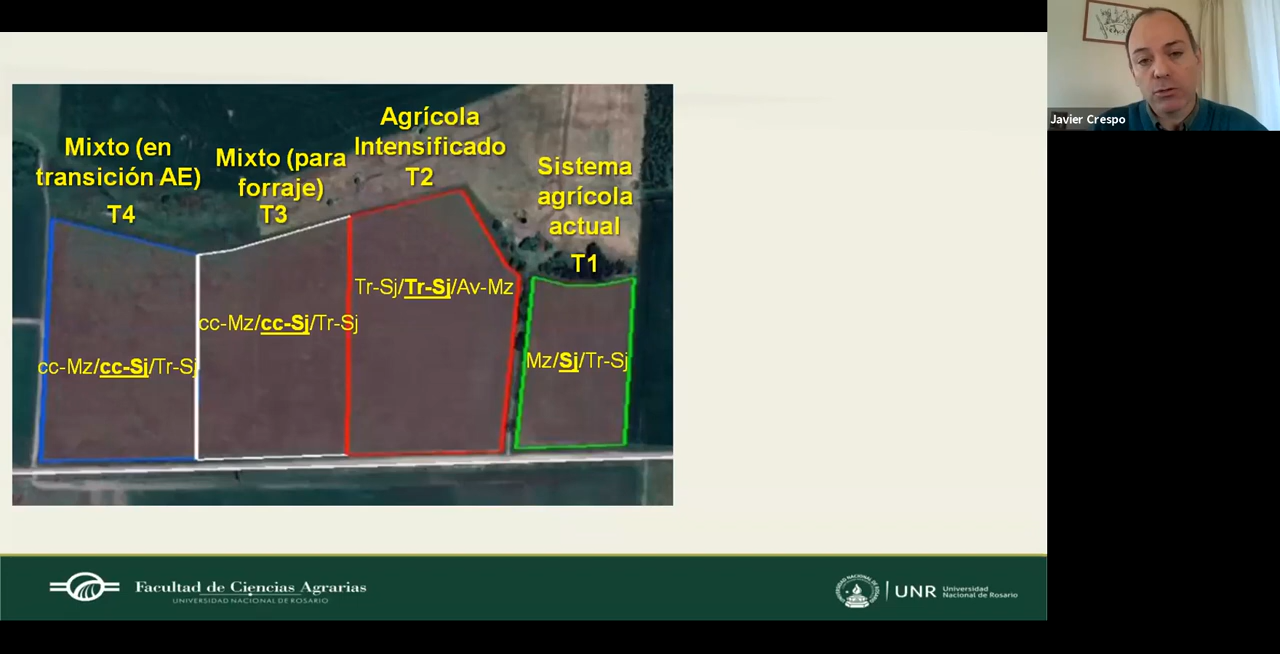 Javier Crespo
Mixto (en
transición AE)
T4
Mixto (para
forraje)
T3
Agrícola
Intensificado
T2
Sistema
agrícola
actual
T1
cc-Mz/cc-Sj/Tr-Sj
cc-Mz/cc-Sj/Tr-Sj
Tr-Sj/Tr-Sj/Av-Mz
Mz/Sj/Tr-Sj
Facultad de Ciencias Agrarias
UNIVERSIDAD NACIONAL DE ROSARIO
UNR
Universidad
Nacional de Rosario